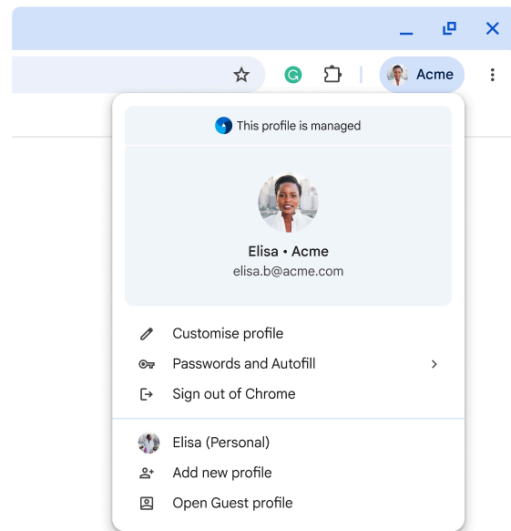 Acme
This profile is managed
Elisa • Acme
elisa.b@acme.com
Customise profile
Passwords and Autofill
Sign out of Chrome
Elisa (Personal)
Add new profile
Open Guest profile